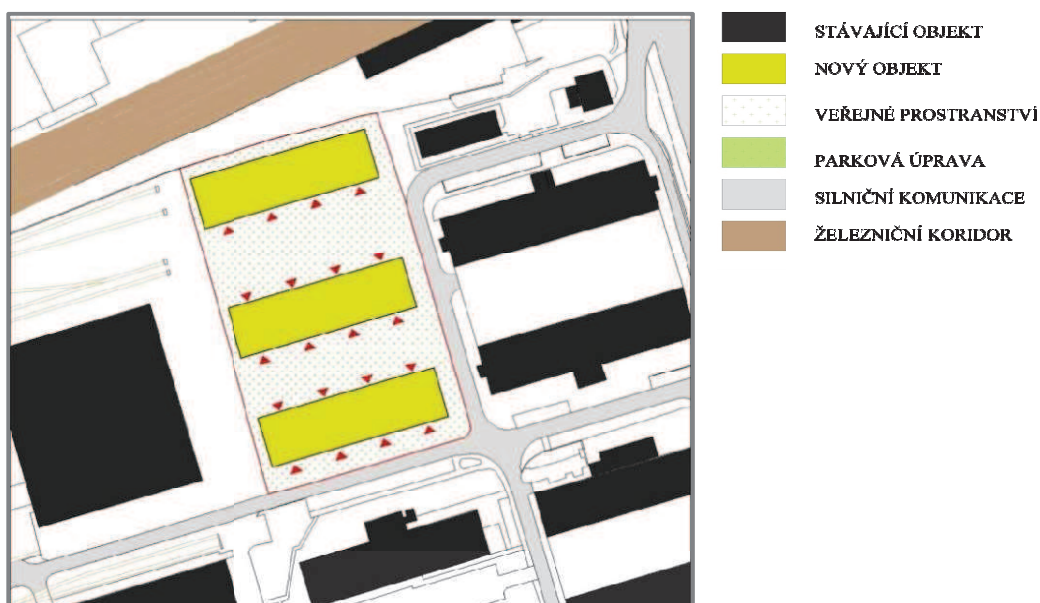 STÁVAJÍCÍ OBJEKT
NOVÝ OBJEKT
VEŘEJNÉ PROSTRANSTVÍ
PARKOVÁ ÚPRAVA
SILNIČNÍ KOMUNIKACE
ŽELEZNIČNÍ KORIDOR